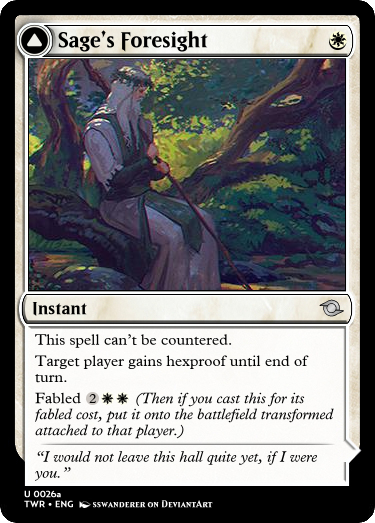 Sage's Foresight
Instant
This spell can't be countered.
Target player gains hexproof until end of
turn.
Fabled 2 (Then if you cast this for its
fabled cost, put it onto the battlefield transformed
attached to that player.)
“I would not leave this hall quite yet, if I were
you.”
U 0026a
TWR • ENG sswanderer on DeviantArt